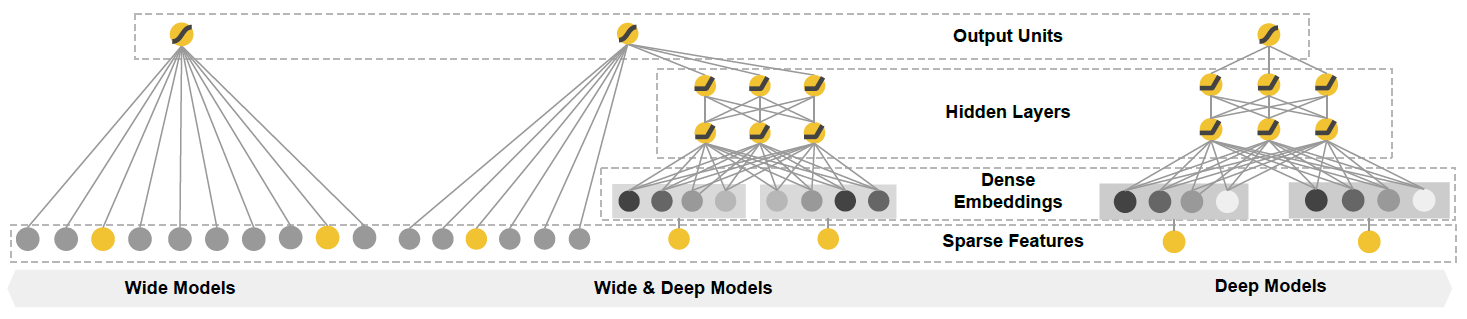 Output Units
Hidden Layers
Dense
Embeddings
Sparse Features
Wide Models
Wide & Deep Models
Deep Models